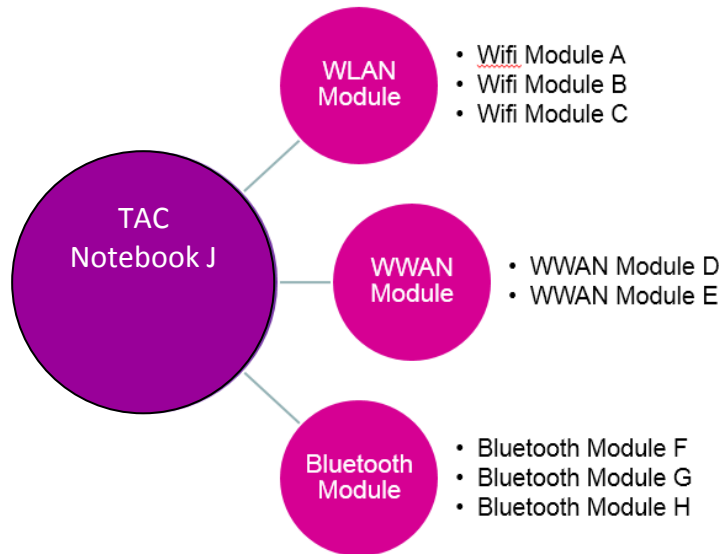 WLAN
Module
• Wifi Module A
• Wifi Module B
• Wifi Module C
TAC
Notebook J
WWAN
Module
• WWAN Module D
• WWAN Module E
Bluetooth
Module
• Bluetooth Module F
• Bluetooth Module G
• Bluetooth Module H